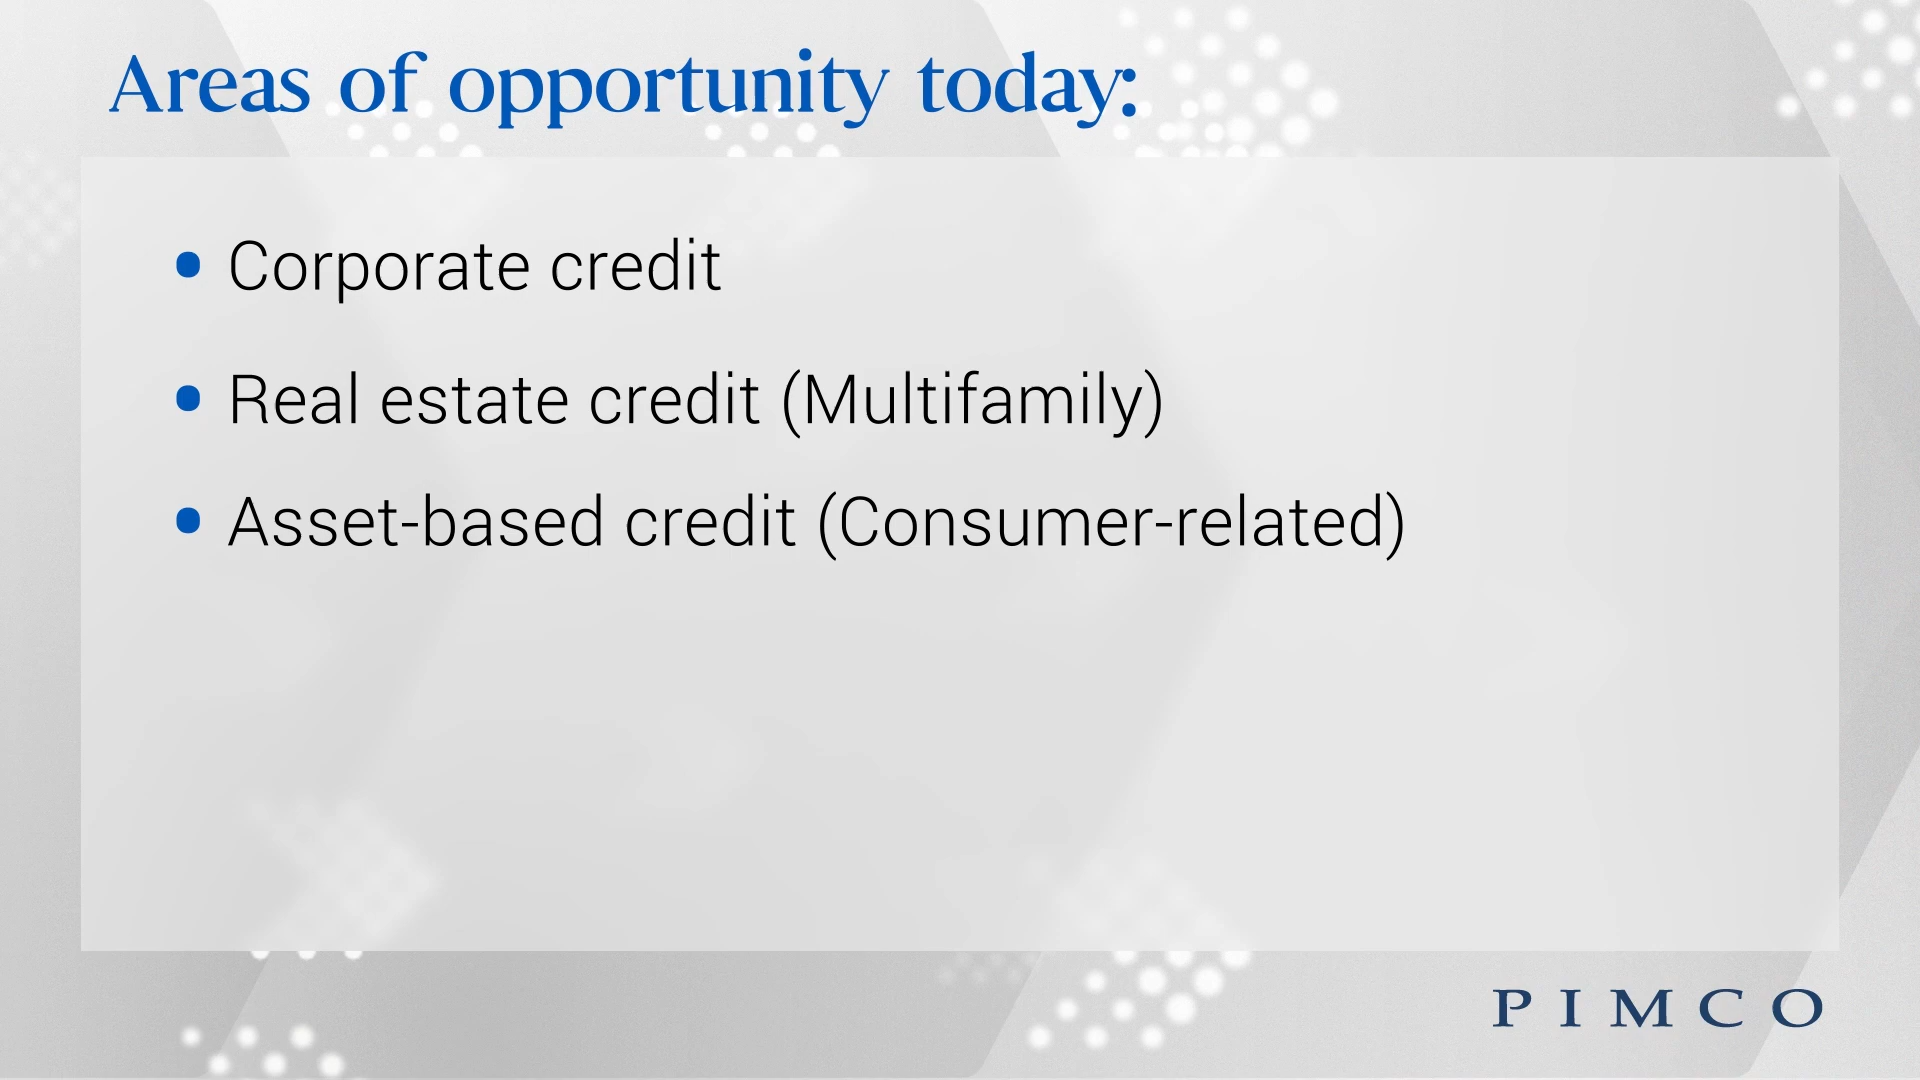 Areas of opportunity today:
• Corporate credit
• Real estate credit (Multifamily)
• Asset-based credit (Consumer-related)
PIMCO